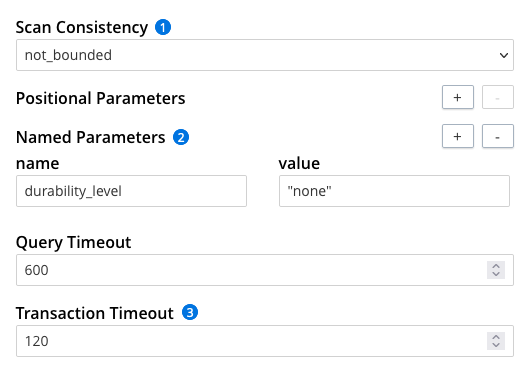 Scan Consistency 1
not_bounded
Positional Parameters + -
Named Parameters 2 + -
name value
durability_level "none"
Query Timeout
600
Transaction Timeout 3
120